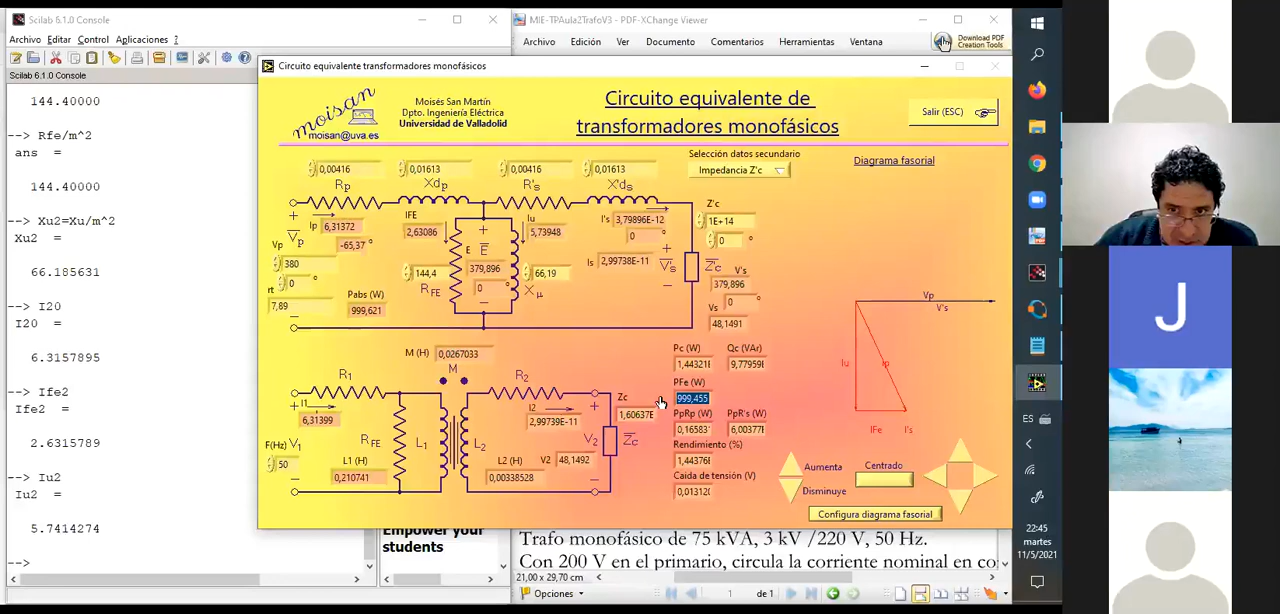 Scilab 6.1.0 Console
Archivo Editar Control Aplicaciones ?
Scilab 6.1.0 Console
144.40000
--> Rfe/m^2
ans =
144.40000
--> Xu2=Xu/m^2
Xu2 =
66.185631
--> I20
I20 =
6.3157895
--> Ife2
Ife2 =
2.6315789
--> Iu2
Iu2 =
5.7414274
-->
MIE-TPAula2TrafoV3 - PDF-XChange Viewer
Archivo Edición Ver Documento Comentarios Herramientas Ventana
Download PDF
Creation Tools
Circuito equivalente transformadores monofásicos
moisan
moisan@uva.es
Moisés San Martín
Dpto. Ingeniería Eléctrica
Universidad de Valladolid
Circuito equivalente de
transformadores monofásicos
Salir (ESC)
Selección datos secundario
Impedancia Z'c
Diagrama fasorial
0,00416 0,01613 0,00416 0,01613
Rp Xdp R's X'ds
Z'c
1E+14
0 °
Ip 6,31372
-65,37 °
IFE
2,63086
Iu
5,73948
I's 3,79896E-12
0 °
Is 2,99738E-11
Vp
Vp
380
0 °
rt
7,89
Pabs (W)
999,621
E E
379,896
0 °
144,4
RFE
66,19
Xμ
V's
Z'c
V's
379,896
V's 0 °
Vs
48,1491
M (H) 0,0267033
M
R1
R2
I1
6,31399
RFE
L1
L2
I2
2,99739E-11
Zc
1,60637E
V2
Zc
F(Hz)
50
V1
L1 (H)
0,210741
L2 (H)
0,00338528
V2 48,1492
Pc (W) Qc (VAr)
1,44321E 9,77959E
PFe (W)
999,455
PpRp (W) PpR's (W)
0,16583 6,00377E
Rendimiento (%)
1,44376E
Caida de tensión (V)
0,01312
Vp
V's
Iu
Ip
IFe
I's
Aumenta
Disminuye
Centrado
Configura diagrama fasorial
Empower your
students
Trafo monofásico de 75 kVA, 3 kV /220 V, 50 Hz.
Con 200 V en el primario, circula la corriente nominal en co
21,00 x 29,70 cm
Opciones
1 de 1
ES
22:45
martes
11/5/2021
J